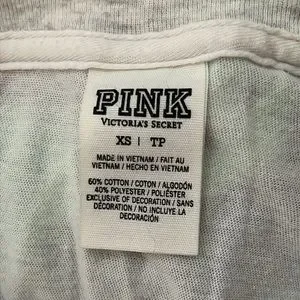 PINK
VICTORIA'S SECRET
XS | TP
MADE IN VIETNAM / FAIT AU
VIETNAM / HECHO EN VIETNAM
60% COTTON / COTON / ALGODÓN
40% POLYESTER / POLIÉSTER
EXCLUSIVE OF DECORATION / SANS
DÉCORATION / NO INCLUYE LA
DECORACIÓN